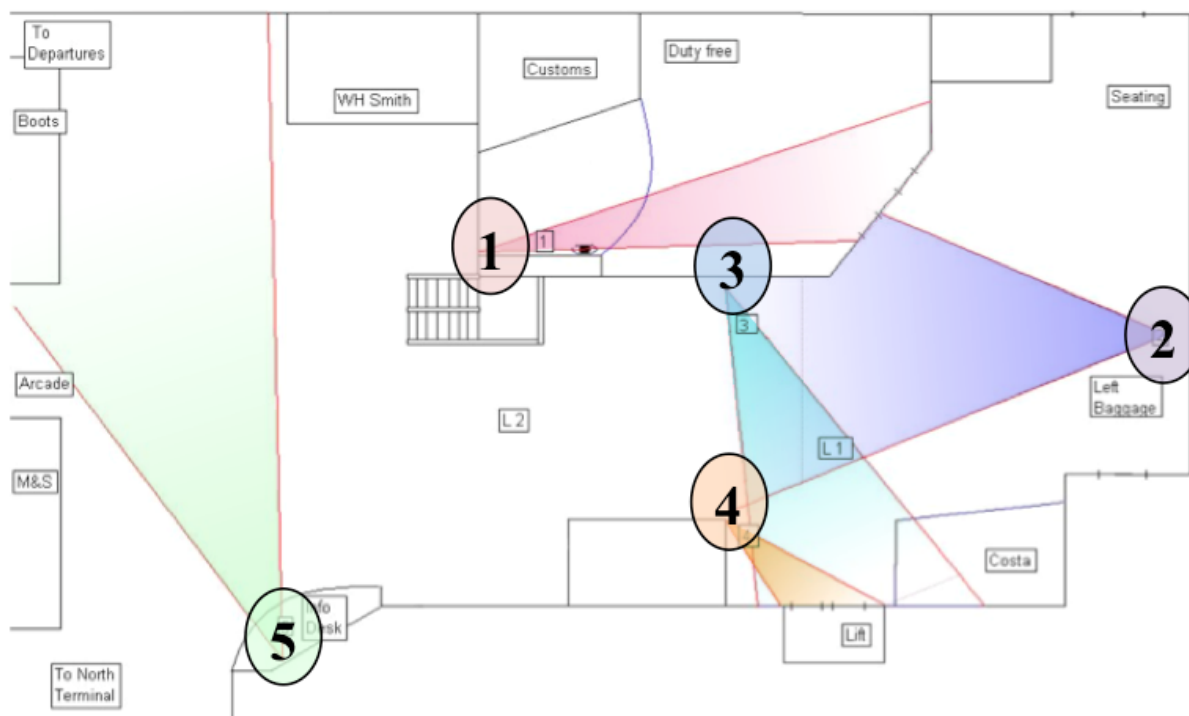 To
Departures
Duty free
Customs
WH Smith
Seating
Boots
1
1
3
2
3
Arcade
Left
Baggage
L 2
L 1
M&S
4
Costa
Info
Desk
5
Lift
To North
Terminal